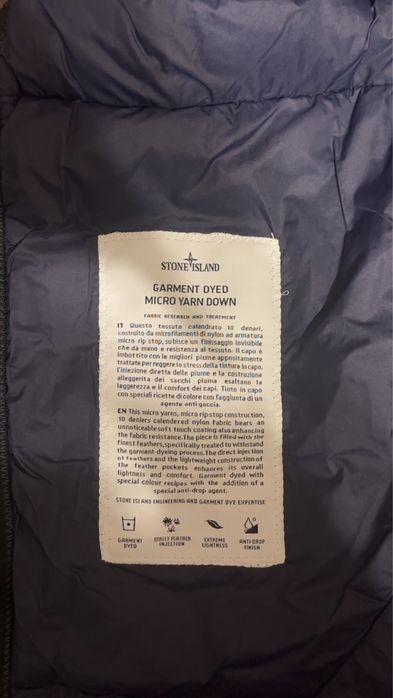 STONE ISLAND
GARMENT DYED
MICRO YARN DOWN
FABRIC RESEARCH AND TREATMENT
IT Questo tessuto calandrato 10 denari,
costruito da microfilamenti di nylon ad armatura
micro rip stop, subisce un finissaggio invisibile
che dà mano e resistenza al tessuto. Il capo è
imbottito con le migliori piume appositamente
trattate per reggere lo stress della tintura in capo.
L'iniezione diretta delle piume e la costruzione
alleggerita dei sacchi piuma esaltano la
leggerezza e il comfort dei capi. Tinto in capo
con speciali ricette di colore con l'aggiunta di un
agente anti goccia.
EN This micro yarns, micro rip stop construction,
10 deniers calendered nylon fabric bears an
unnoticeable soft touch coating also enhancing
the fabric resistance. The piece is filled with the
finest feathers, specifically treated to withstand
the garment-dyeing process. The direct injection
of feathers and the lightweight construction of
the feather pockets enhances its overall
lightness and comfort. Garment dyed with
special colour recipes with the addition of a
special anti-drop agent.
STONE ISLAND ENGINEERING AND GARMENT DYE EXPERTISE
GARMENT DYED
DIRECT FEATHER INJECTION
EXTREME LIGHTNESS
ANTI-DROP FINISH